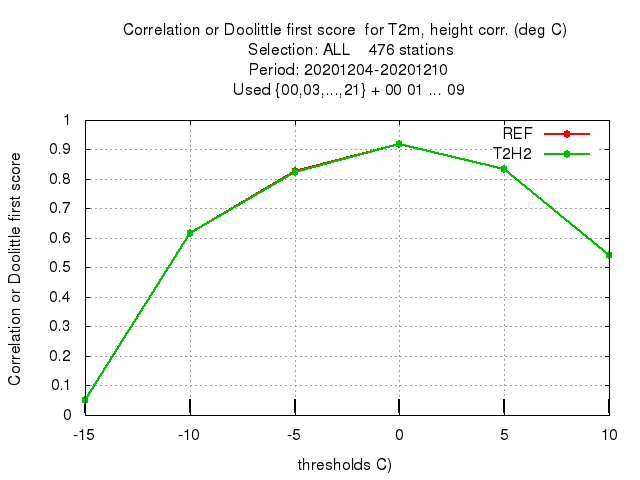 Correlation or Doolittle first score  for T2m, height corr. (deg C)
Selection: ALL    476 stations
Period: 20201204-20201210
Used {00,03,...,21} + 00 01 ... 09
REF
T2H2
Correlation or Doolittle first score
1
0.9
0.8
0.7
0.6
0.5
0.4
0.3
0.2
0.1
0
-15 -10 -5 0 5 10
thresholds C)